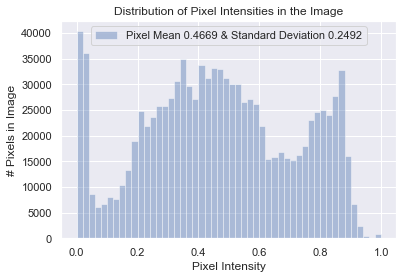 Distribution of Pixel Intensities in the Image
Pixel Mean 0.4669 & Standard Deviation 0.2492
# Pixels in Image
40000
35000
30000
25000
20000
15000
10000
5000
0
0.0 0.2 0.4 0.6 0.8 1.0
Pixel Intensity